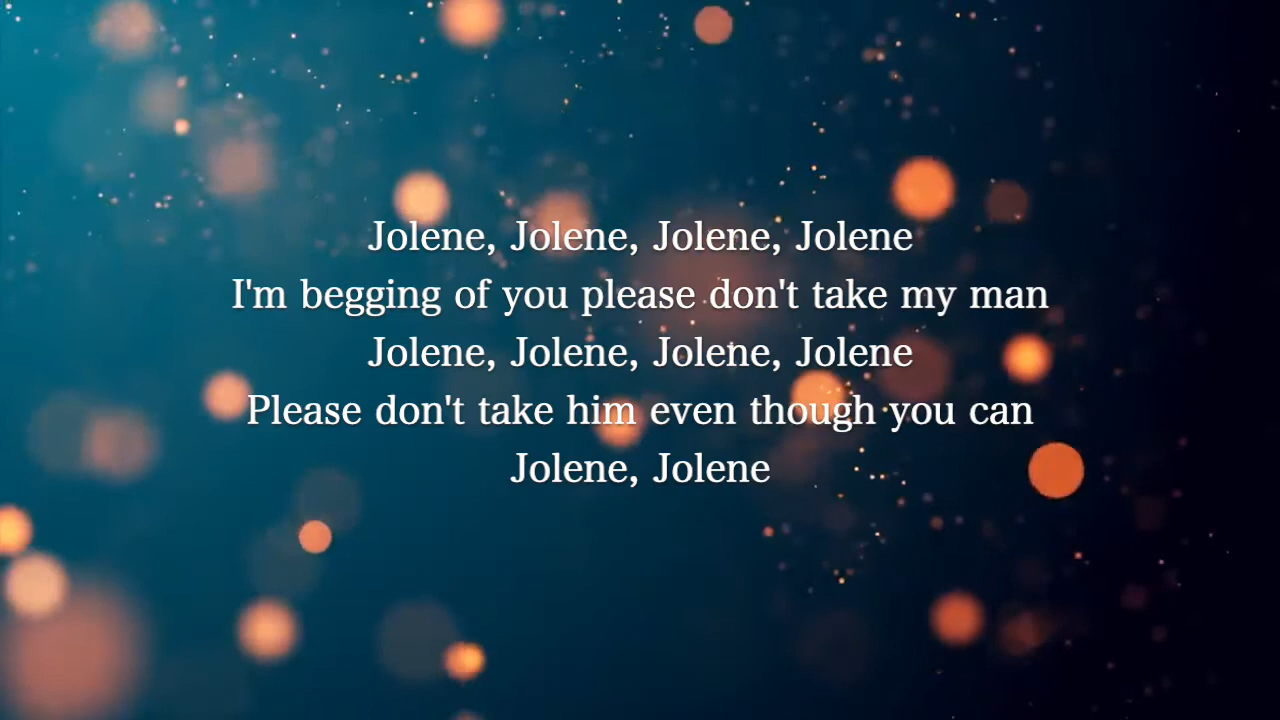 Jolene, Jolene, Jolene, Jolene
I'm begging of you please don't take my man
Jolene, Jolene, Jolene, Jolene
Please don't take him even though you can
Jolene, Jolene